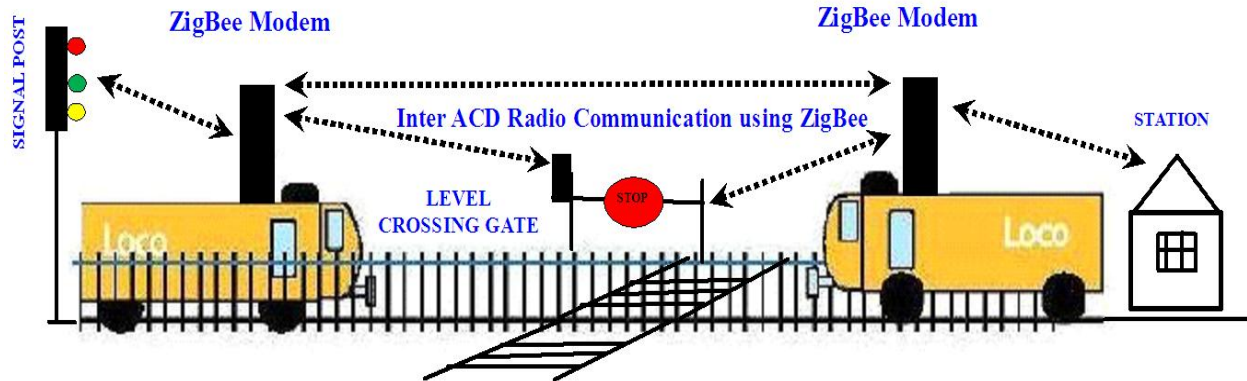 ZigBee Modem
ZigBee Modem
SIGNAL POST
Inter ACD Radio Communication using ZigBee
STATION
STOP
LEVEL
CROSSING GATE
Loco
Loco